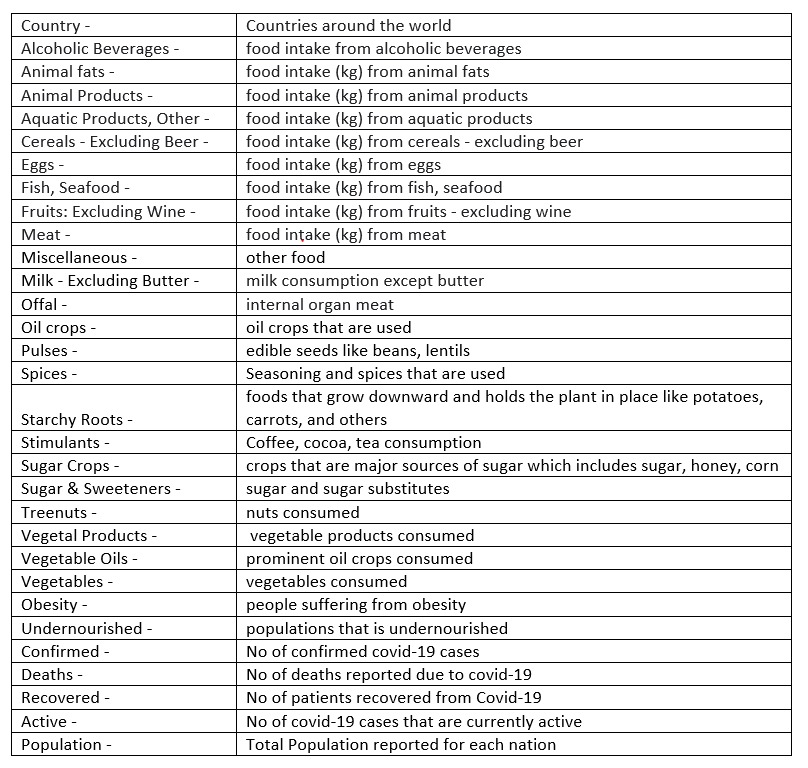 Country - Countries around the world
Alcoholic Beverages - food intake from alcoholic beverages
Animal fats - food intake (kg) from animal fats
Animal Products - food intake (kg) from animal products
Aquatic Products, Other - food intake (kg) from aquatic products
Cereals - Excluding Beer - food intake (kg) from cereals - excluding beer
Eggs - food intake (kg) from eggs
Fish, Seafood - food intake (kg) from fish, seafood
Fruits: Excluding Wine - food intake (kg) from fruits - excluding wine
Meat - food intake (kg) from meat
Miscellaneous - other food
Milk - Excluding Butter - milk consumption except butter
Offal - internal organ meat
Oil crops - oil crops that are used
Pulses - edible seeds like beans, lentils
Spices - Seasoning and spices that are used
foods that grow downward and holds the plant in place like potatoes,
Starchy Roots - carrots, and others
Stimulants - Coffee, cocoa, tea consumption
Sugar Crops - crops that are major sources of sugar which includes sugar, honey, corn
Sugar & Sweeteners - sugar and sugar substitutes
Treenuts - nuts consumed
Vegetal Products - vegetable products consumed
Vegetable Oils - prominent oil crops consumed
Vegetables - vegetables consumed
Obesity - people suffering from obesity
Undernourished - populations that is undernourished
Confirmed - No of confirmed covid-19 cases
Deaths - No of deaths reported due to covid-19
Recovered - No of patients recovered from Covid-19
Active - No of covid-19 cases that are currently active
Population - Total Population reported for each nation